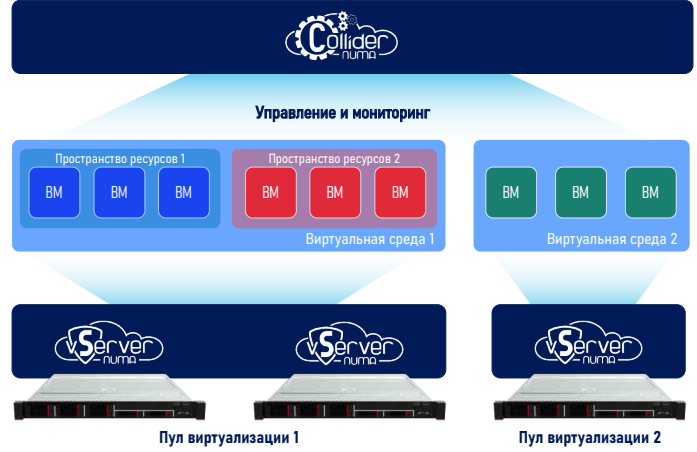 Collider
NUMA
Управление и мониторинг
Пространство ресурсов 1
Пространство ресурсов 2
ВМ ВМ ВМ ВМ ВМ ВМ ВМ ВМ ВМ
Виртуальная среда 1
Виртуальная среда 2
vServer vServer vServer
NUMA NUMA NUMA
Пул виртуализации 1
Пул виртуализации 2